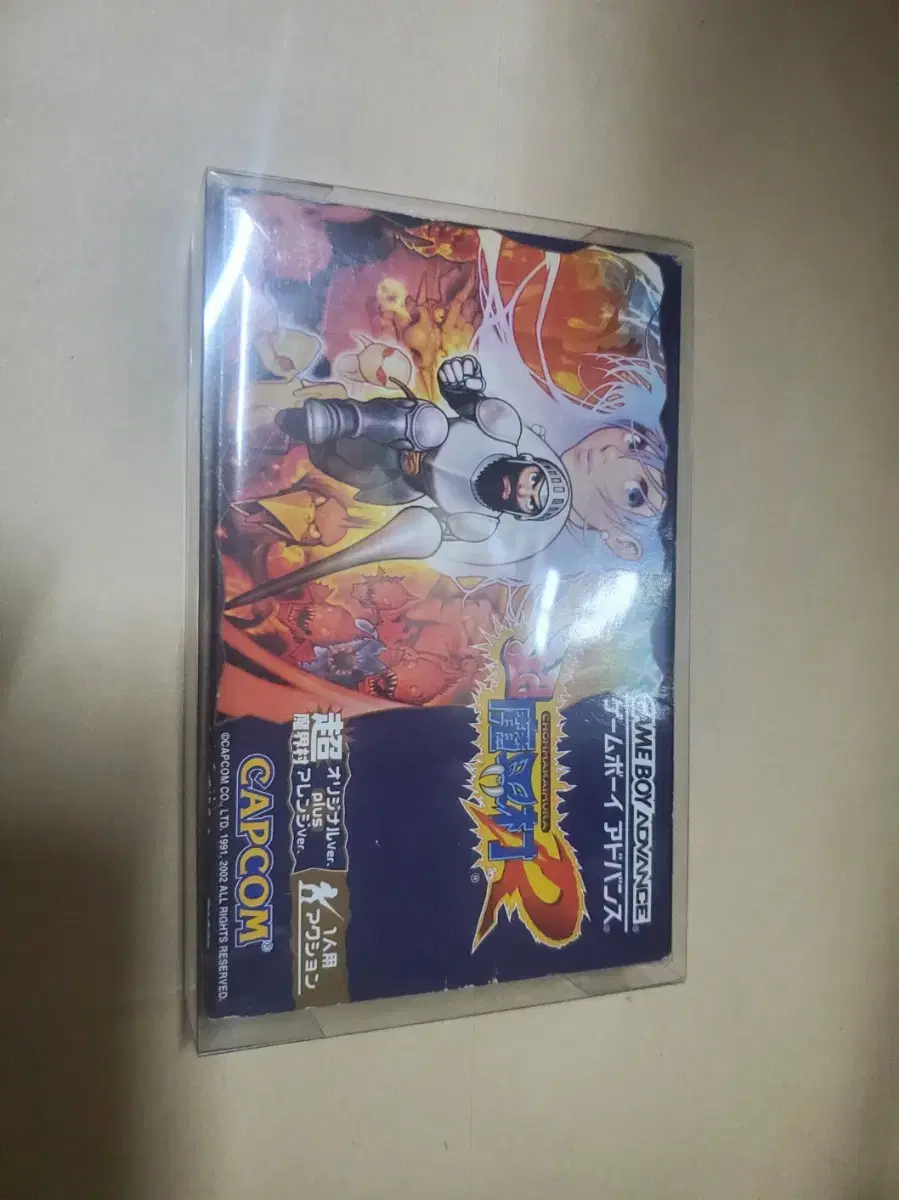 GAME BOY ADVANCE
ゲームボーイ アドバンス
超魔界村R
CHOHMAKAIMURA
超
魔界村
オリジナルVer.
plus
アレンジVer.
1人用
アクション
CAPCOM
©CAPCOM CO., LTD. 1991, 2002 ALL RIGHTS RESERVED.